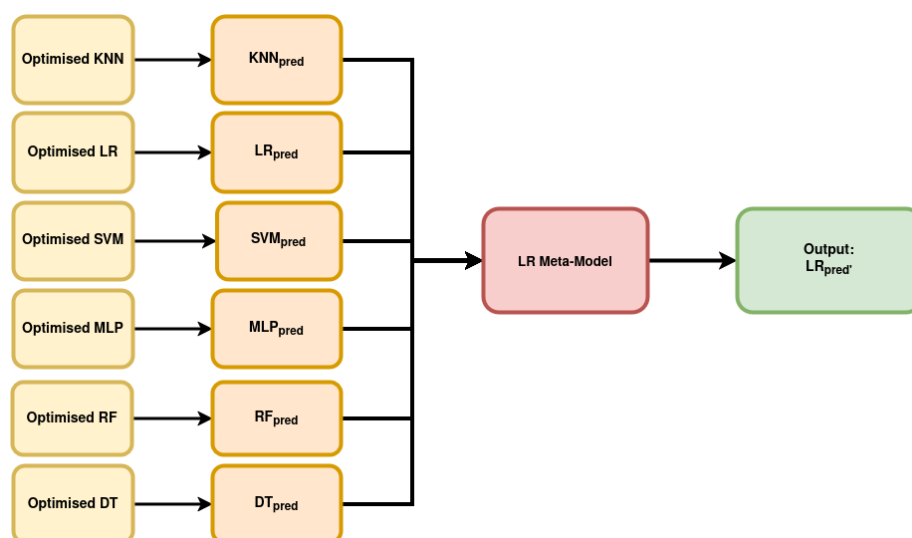 Optimised KNN
KNNpred
Optimised LR
LRpred
Optimised SVM
SVMpred
Optimised MLP
MLPpred
Optimised RF
RFpred
Optimised DT
DTpred
LR Meta-Model
Output:
LRpred'